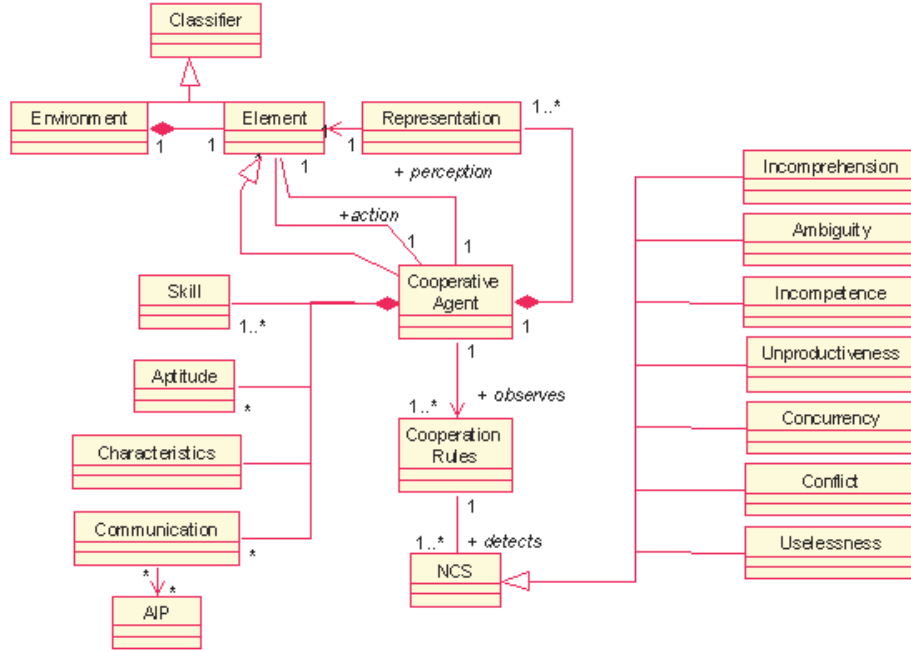 Classifier
Environment
Element
Representation
1..*
1
1
1
1
*
1
+ perception
+action
1
1
Incomprehension
Ambiguity
Incompetence
Unproductiveness
Concurrency
Conflict
Uselessness
Skill
1..*
Cooperative
Agent
1
1
Aptitude
*
+ observes
1..*
Characteristics
Cooperation
Rules
1
Communication
*
1..*
+ detects
NCS
*
*
AIP